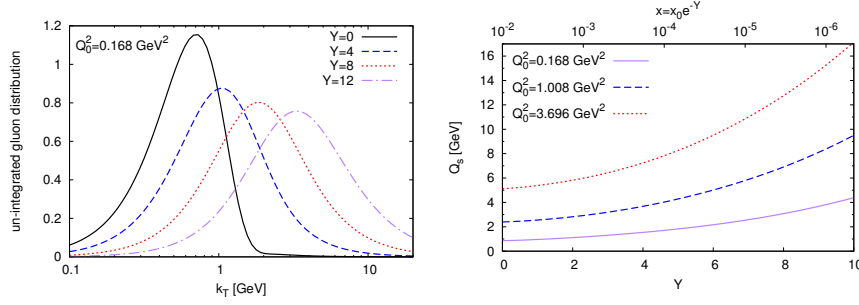 un-integrated gluon distribution
1.2
1
0.8
0.6
0.4
0.2
0
Q₀²=0.168 GeV²
Y=0
Y=4
Y=8
Y=12
0.1
1
10
k_T [GeV]
x=x₀e^-Y
10⁻² 10⁻³ 10⁻⁴ 10⁻⁵ 10⁻⁶
Q_s [GeV]
16
14
12
10
8
6
4
2
0
Q₀²=0.168 GeV²
Q₀²=1.008 GeV²
Q₀²=3.696 GeV²
0 2 4 6 8 10
Y